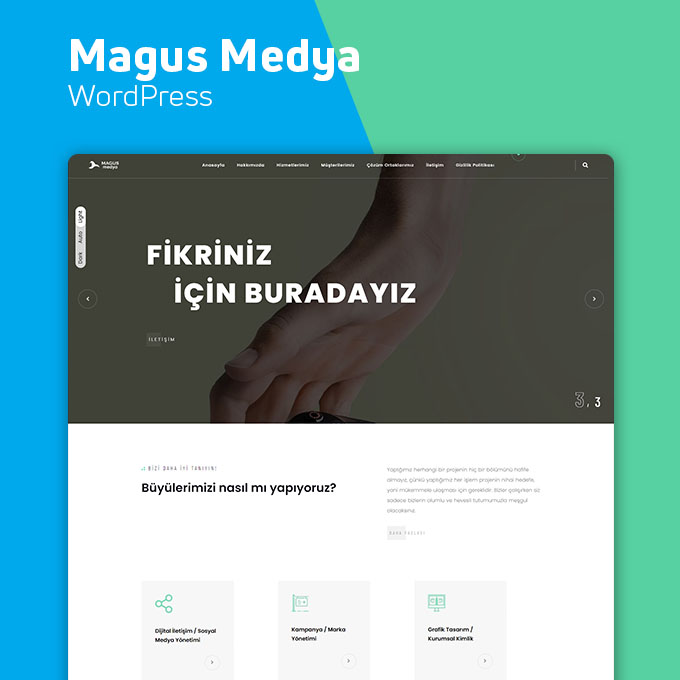 Magus Medya
WordPress
MAGUS
medya
Anasayfa Hakkımızda Hizmetlerimiz Müşterilerimiz Çözüm Ortaklarımız İletişim Gizlilik Politikası
Dark Auto Light
FİKRİNİZ
İÇİN BURADAYIZ
İLETİŞİM
3, 3
BİZİ DAHA İYİ TANIYIN!
Büyülerimizi nasıl mı yapıyoruz?
Yaptığımız herhangi bir projenin hiç bir bölümünü hafife
almayız, çünkü yaptığımız her işlem projenin nihai hedefe,
yani mükemmele ulaşması için gereklidir. Bizler çalışırken siz
sadece bizlerin olumlu ve hevesli tutumumuzla meşgul
olacaksınız.
DAHA FAZLASI
Dijital İletişim / Sosyal
Medya Yönetimi
Kampanya / Marka
Yönetimi
Grafik Tasarım /
Kurumsal Kimlik